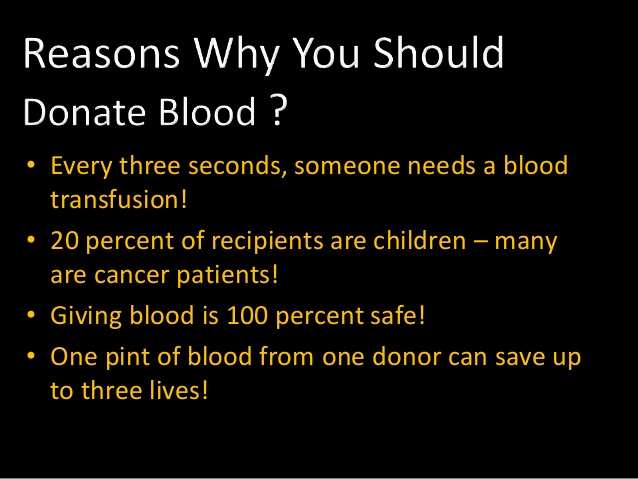 Reasons Why You Should
Donate Blood ?
• Every three seconds, someone needs a blood
transfusion!
• 20 percent of recipients are children – many
are cancer patients!
• Giving blood is 100 percent safe!
• One pint of blood from one donor can save up
to three lives!